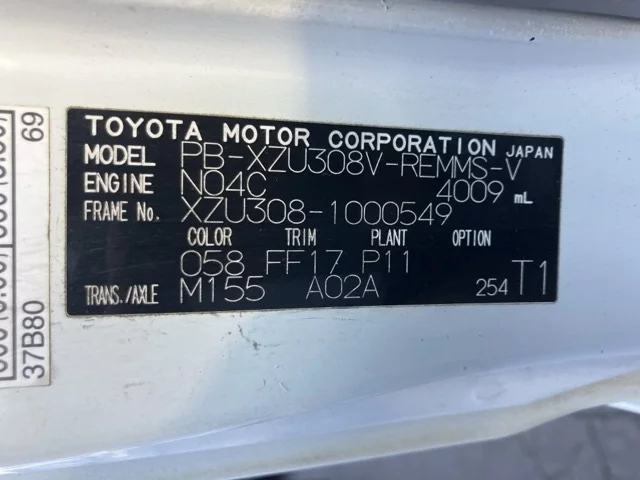 TOYOTA MOTOR CORPORATION JAPAN
MODEL PB-XZU308V-REMMS-V
ENGINE N04C 4009 mL
FRAME No. XZU308-1000549
COLOR TRIM PLANT OPTION
058 FF17 P11
TRANS./AXLE M155 A02A 254 T1
37B80
69